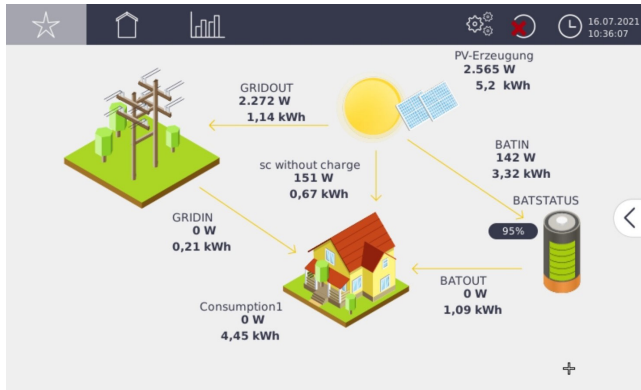 16.07.2021
10:36:07
PV-Erzeugung
2.565 W
5,2 kWh
GRIDOUT
2.272 W
1,14 kWh
sc without charge
151 W
0,67 kWh
BATIN
142 W
3,32 kWh
BATSTATUS
95%
GRIDIN
0 W
0,21 kWh
BATOUT
0 W
1,09 kWh
Consumption1
0 W
4,45 kWh